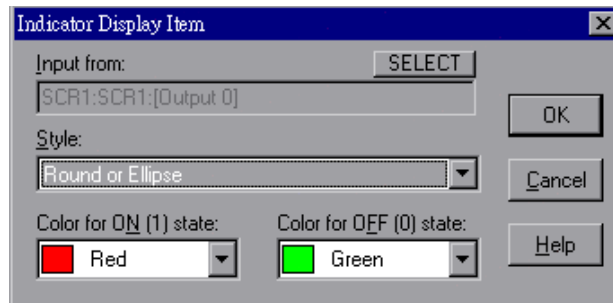 Indicator Display Item
Input from:
SELECT
SCR1:SCR1:[Output 0]
OK
Style:
Round or Ellipse
Cancel
Color for ON (1) state:
Color for OFF (0) state:
Red
Green
Help